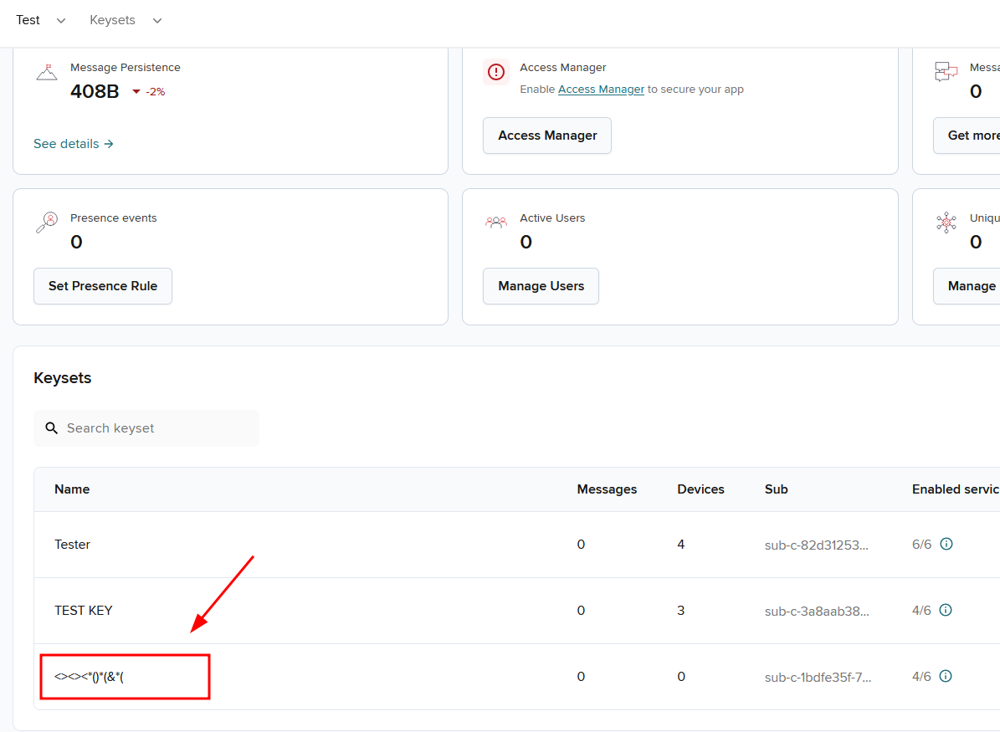 Test Keysets
Message Persistence
408B -2%
See details →
Access Manager
Enable Access Manager to secure your app
Access Manager
Messa
0
Get more
Presence events
0
Set Presence Rule
Active Users
0
Manage Users
Uniqu
0
Manage
Keysets
Search keyset
Name Messages Devices Sub Enabled servic
Tester 0 4 sub-c-82d31253... 6/6
TEST KEY 0 3 sub-c-3a8aab38... 4/6
<><><*()*(&*( 0 0 sub-c-1bdfe35f-7... 4/6